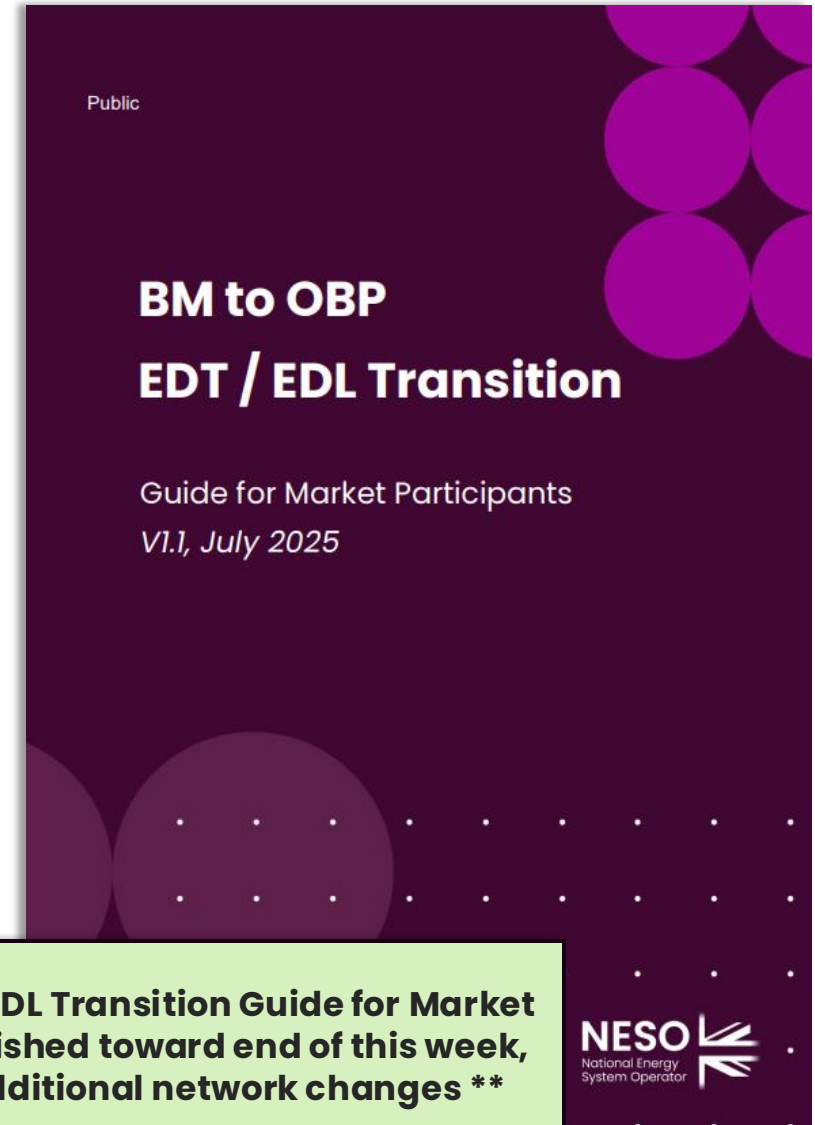 Public
BM to OBP
EDT / EDL Transition
Guide for Market Participants
V1.1, July 2025
DL Transition Guide for Market
ished toward end of this week,
dditional network changes **
NESO
National Energy
System Operator